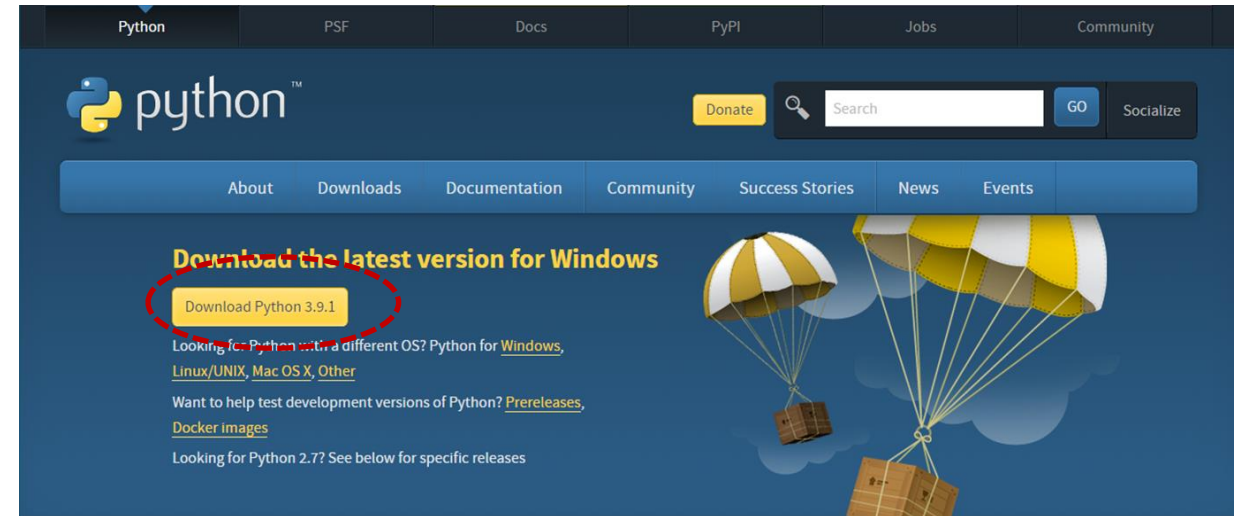 Python PSF Docs PyPI Jobs Community
python™
Donate Search GO Socialize
About Downloads Documentation Community Success Stories News Events
Download the latest version for Windows
Download Python 3.9.1
Looking for Python with a different OS? Python for Windows,
Linux/UNIX, Mac OS X, Other
Want to help test development versions of Python? Prereleases,
Docker images
Looking for Python 2.7? See below for specific releases